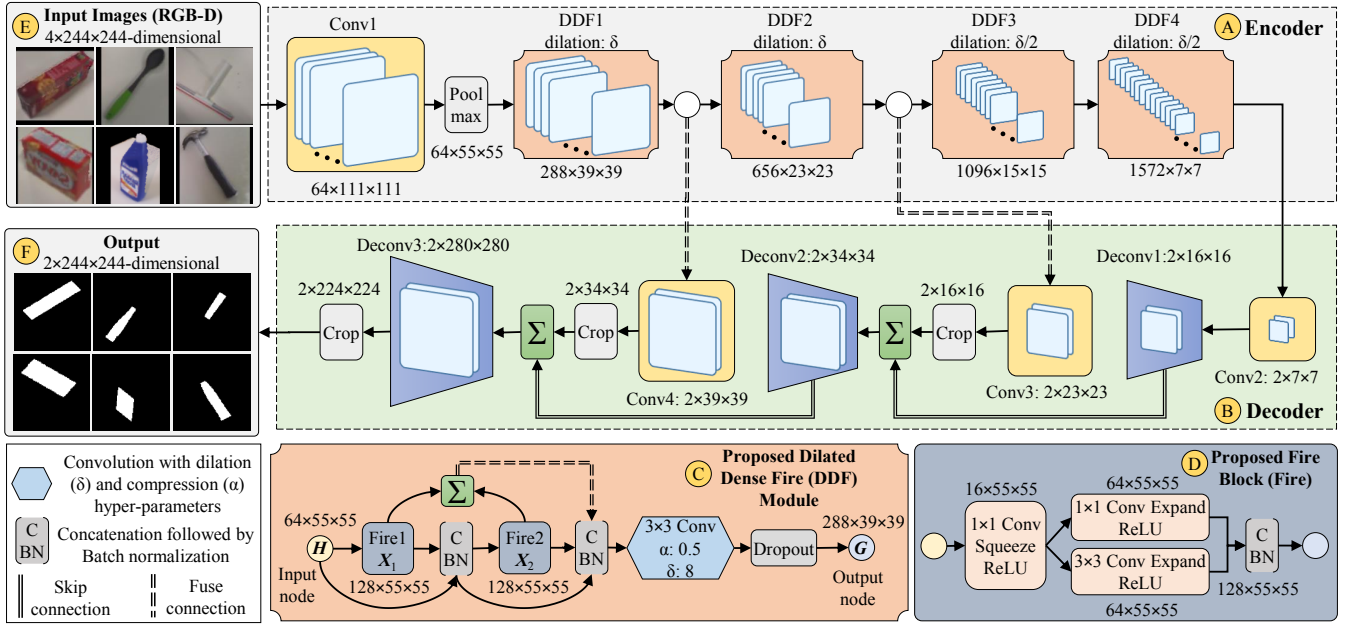 E
Input Images (RGB-D)
4×244×244-dimensional
A
Encoder
Conv1
64×111×111
Pool
max
64×55×55
DDF1
dilation: δ
288×39×39
DDF2
dilation: δ
656×23×23
DDF3
dilation: δ/2
1096×15×15
DDF4
dilation: δ/2
1572×7×7
F
Output
2×244×244-dimensional
2×224×224
Crop
Deconv3:2×280×280
Σ
2×34×34
Crop
Conv4: 2×39×39
Deconv2:2×34×34
Σ
2×16×16
Crop
Conv3: 2×23×23
Deconv1:2×16×16
Conv2: 2×7×7
B
Decoder
Convolution with dilation
(δ) and compression (α)
hyper-parameters
C
BN
Concatenation followed by
Batch normalization
Skip
connection
Fuse
connection
C
Proposed Dilated
Dense Fire (DDF)
Module
Σ
64×55×55
H
Input
node
Fire1
X1
128×55×55
C
BN
Fire2
X2
128×55×55
C
BN
3×3 Conv
α: 0.5
δ: 8
Dropout
288×39×39
G
Output
node
D
Proposed Fire
Block (Fire)
16×55×55
1×1 Conv
Squeeze
ReLU
64×55×55
1×1 Conv Expand
ReLU
3×3 Conv Expand
ReLU
64×55×55
C
BN
128×55×55